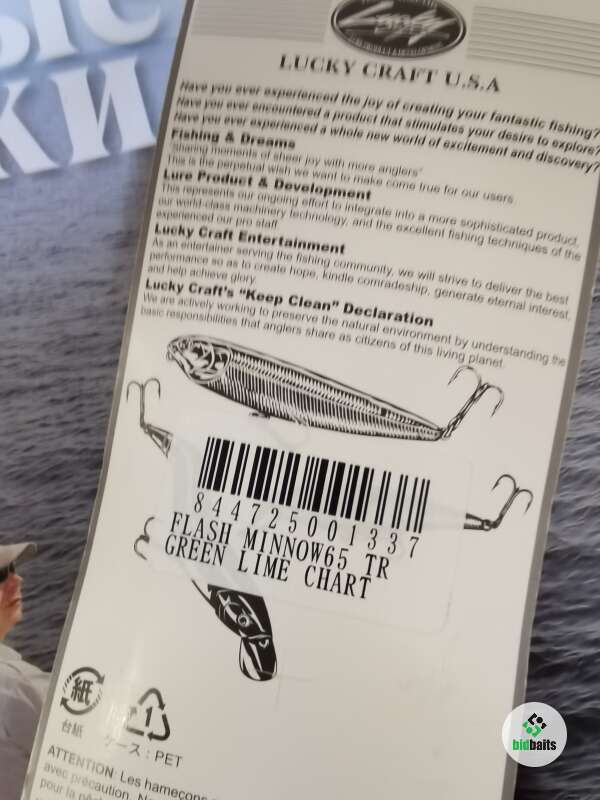 ЫЕ
КИ
LUCKY CRAFT U.S.A
Have you ever experienced the joy of creating your fantastic fishing?
Have you ever encountered a product that stimulates your desire to explore?
Have you ever experienced a whole new world of excitement and discovery?
Fishing & Dreams
"sharing moments of sheer joy with more anglers"
This is the perpetual wish we want to make come true for our users.
Lure Product & Development
This represents our ongoing effort to integrate into a more sophisticated product,
our world-class machinery technology, and the excellent fishing techniques of the
experienced our pro staff
Lucky Craft Entertainment
As an entertainer serving the fishing community, we will strive to deliver the best
performance so as to create hope, kindle comradeship, generate eternal interest,
and help achieve glory.
Lucky Craft's "Keep Clean" Declaration
We are actively working to preserve the natural environment by understanding the
basic responsibilities that anglers share as citizens of this living planet.
844725001337
FLASH MINNOW65 TR
GREEN LIME CHART
紙
1
台紙
ケース : PET
ATTENTION: Les hameçons
avec précaution.
pour la
bidbaits